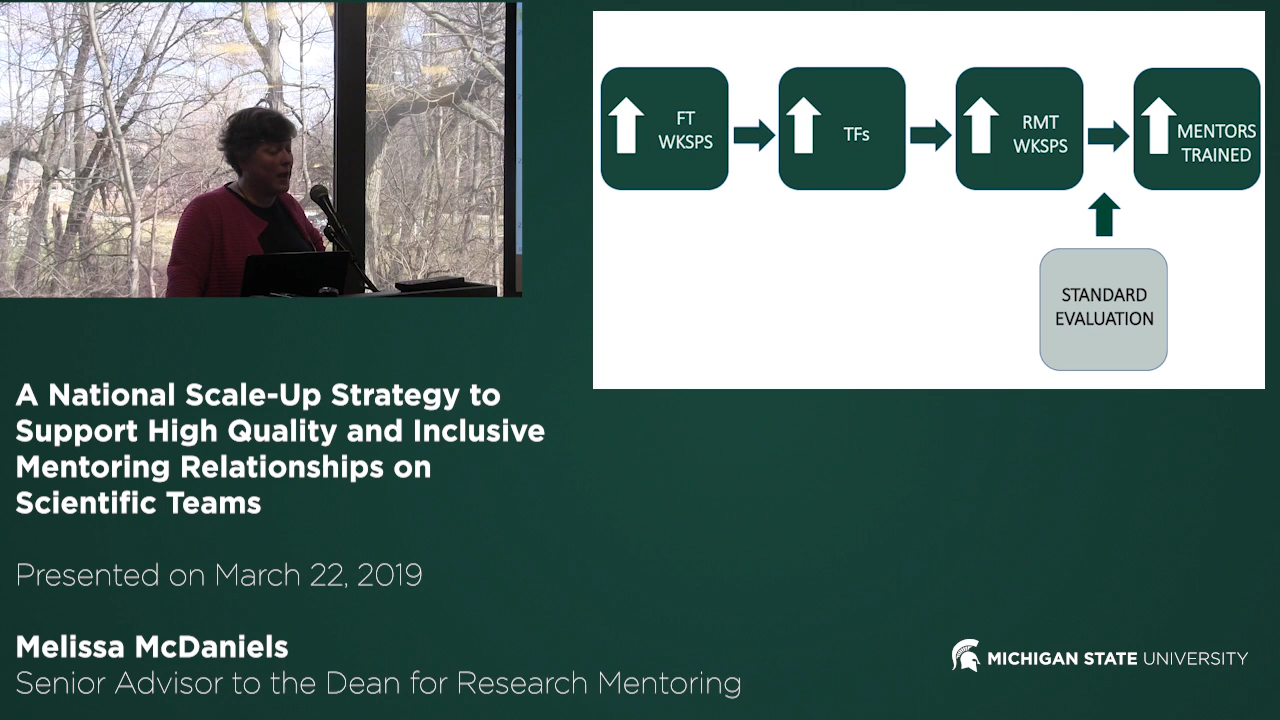 FT
WKSPS
TFs
RMT
WKSPS
MENTORS
TRAINED
STANDARD
EVALUATION
A National Scale-Up Strategy to
Support High Quality and Inclusive
Mentoring Relationships on
Scientific Teams
Presented on March 22, 2019
Melissa McDaniels
Senior Advisor to the Dean for Research Mentoring
MICHIGAN STATE UNIVERSITY